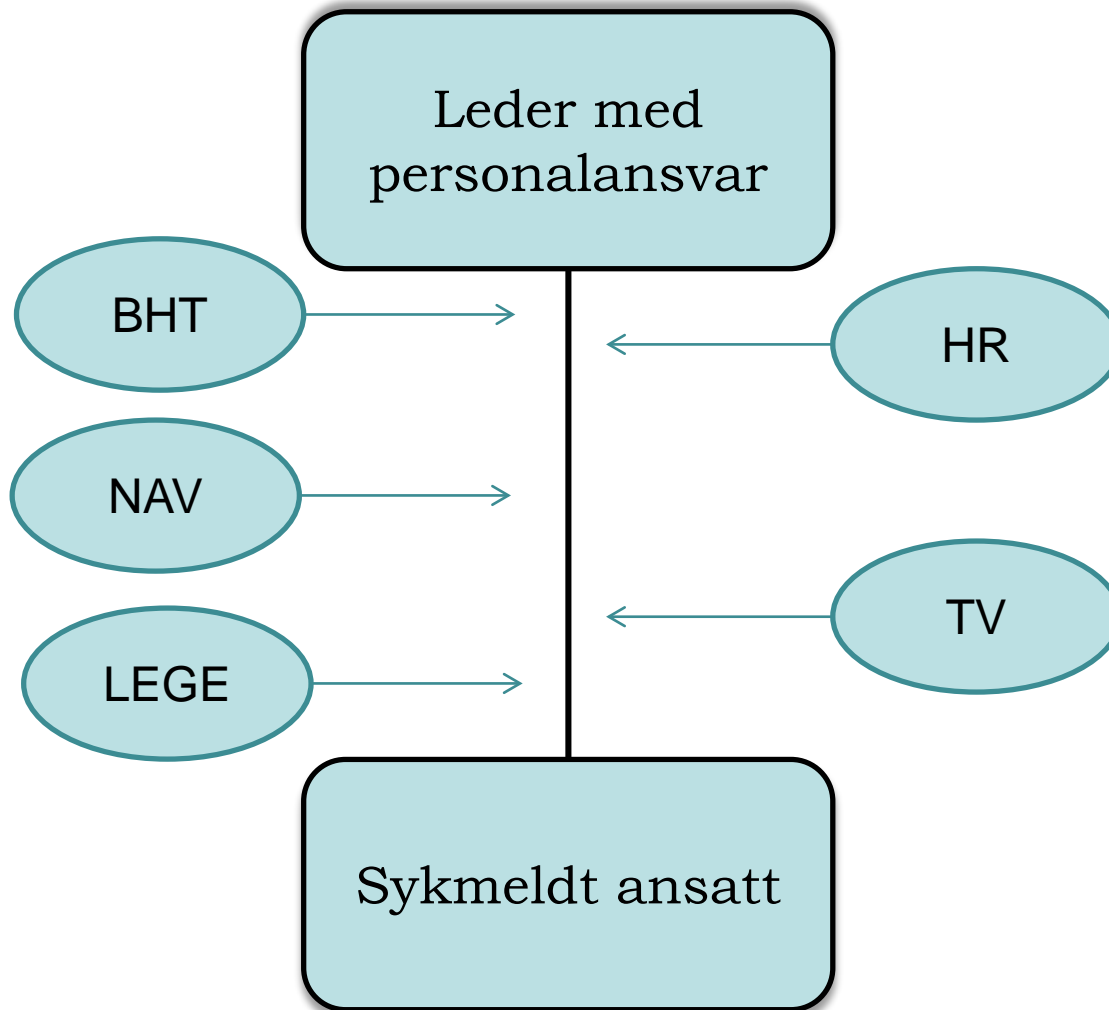 Leder med
personalansvar
BHT
HR
NAV
TV
LEGE
Sykmeldt ansatt